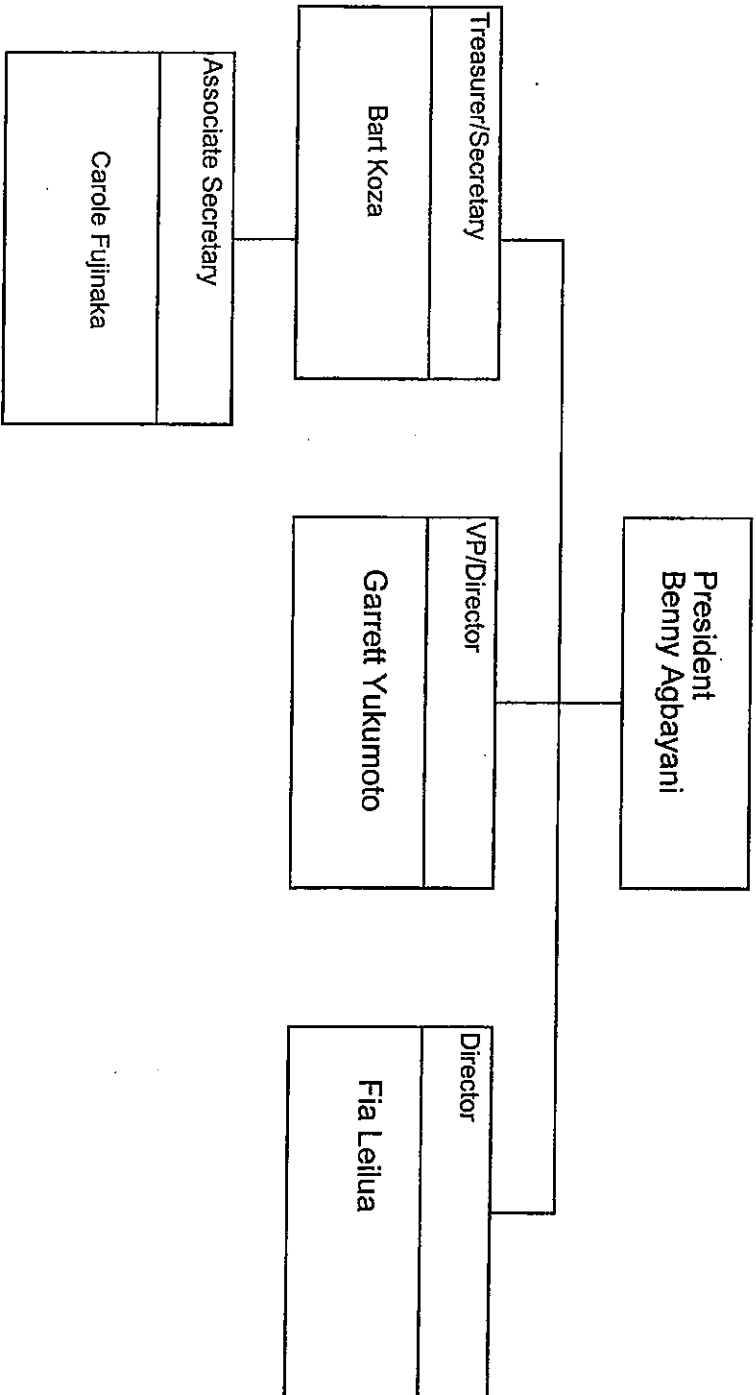 President
Benny Agbayani
Treasurer/Secretary
Bart Koza
VP/Director
Garrett Yukumoto
Director
Fia Leilua
Associate Secretary
Carole Fujinaka